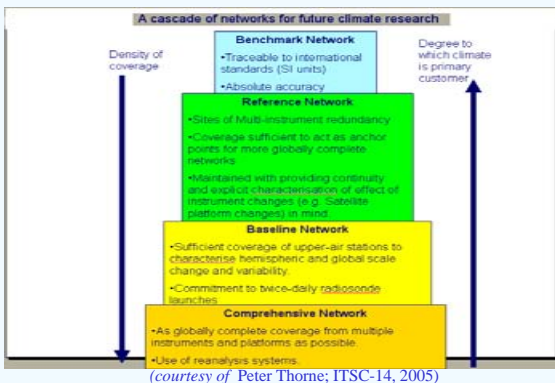 A cascade of networks for future climate research
Density of
coverage
Benchmark Network
•Traceable to international
standards (SI units)
•Absolute accuracy
Degree to
which climate
is primary
customer
Reference Network
•Sites of Multi-instrument redundancy
•Coverage sufficient to act as anchor
points for more globally complete
networks
•Maintained with providing continuity
and explicit characterisation of effect of
instrument changes (e.g. Satellite
platform changes) in mind.
Baseline Network
•Sufficient coverage of upper-air stations to
characterise hemispheric and global scale
change and variability.
•Commitment to twice-daily radiosonde
launches
Comprehensive Network
•As globally complete coverage from multiple
instruments and platforms as possible.
•Use of reanalysis systems.
(courtesy of Peter Thorne; ITSC-14, 2005)